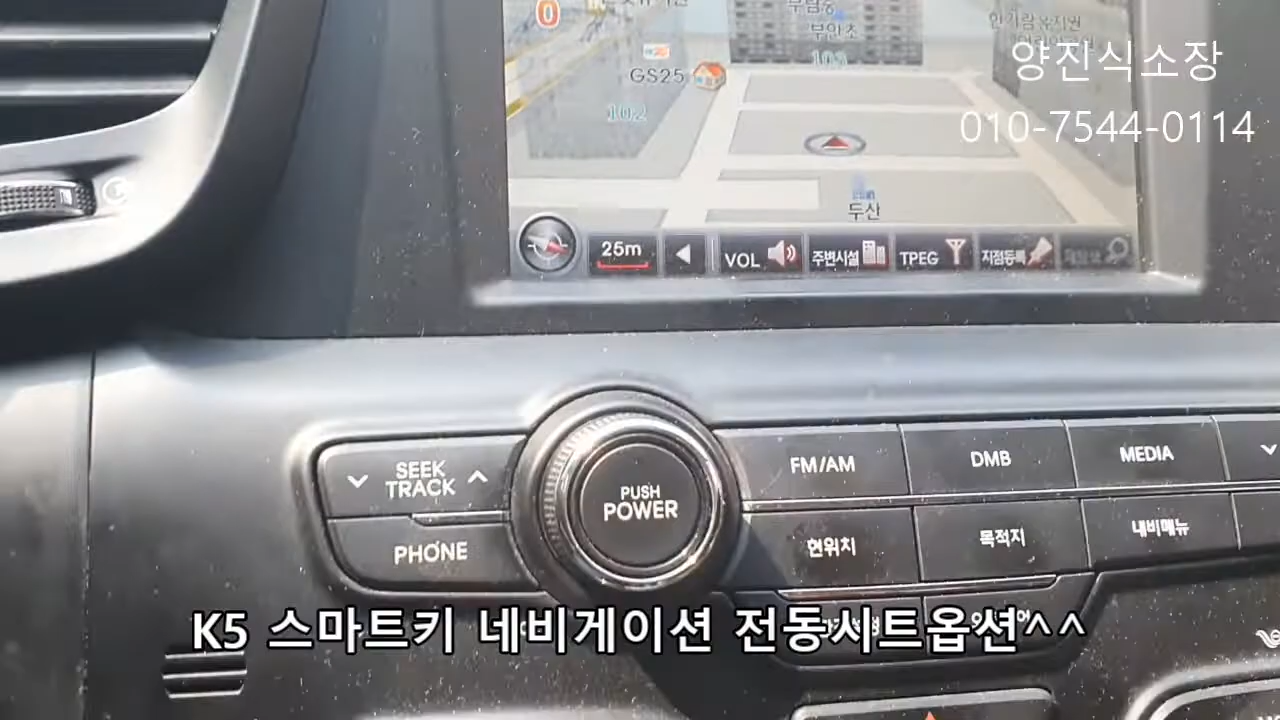 0
부안초
109
GS25
102
양진식소장
010-7544-0114
두산
25m
VOL
주변시설
TPEG
지점등록
SEEK
TRACK
PUSH
POWER
PHONE
FM/AM
DMB
MEDIA
현위치
목적지
내비메뉴
K5 스마트키 네비게이션 전동시트옵션^^